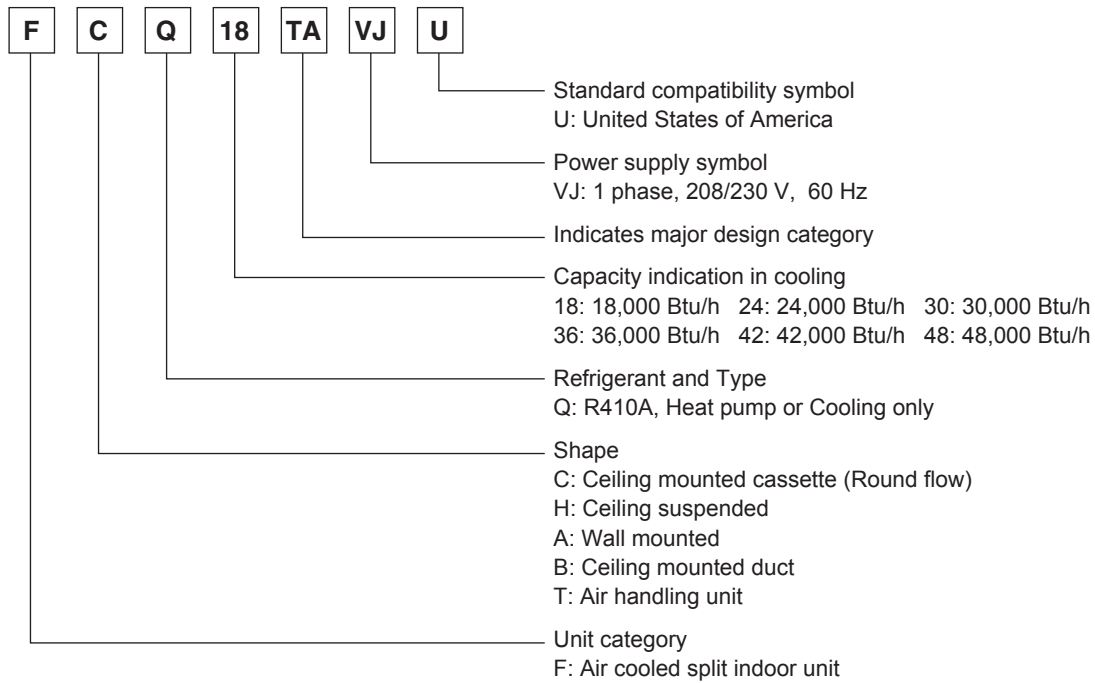 F C Q 18 TA VJ U
Standard compatibility symbol
U: United States of America
Power supply symbol
VJ: 1 phase, 208/230 V, 60 Hz
Indicates major design category
Capacity indication in cooling
18: 18,000 Btu/h 24: 24,000 Btu/h 30: 30,000 Btu/h
36: 36,000 Btu/h 42: 42,000 Btu/h 48: 48,000 Btu/h
Refrigerant and Type
Q: R410A, Heat pump or Cooling only
Shape
C: Ceiling mounted cassette (Round flow)
H: Ceiling suspended
A: Wall mounted
B: Ceiling mounted duct
T: Air handling unit
Unit category
F: Air cooled split indoor unit